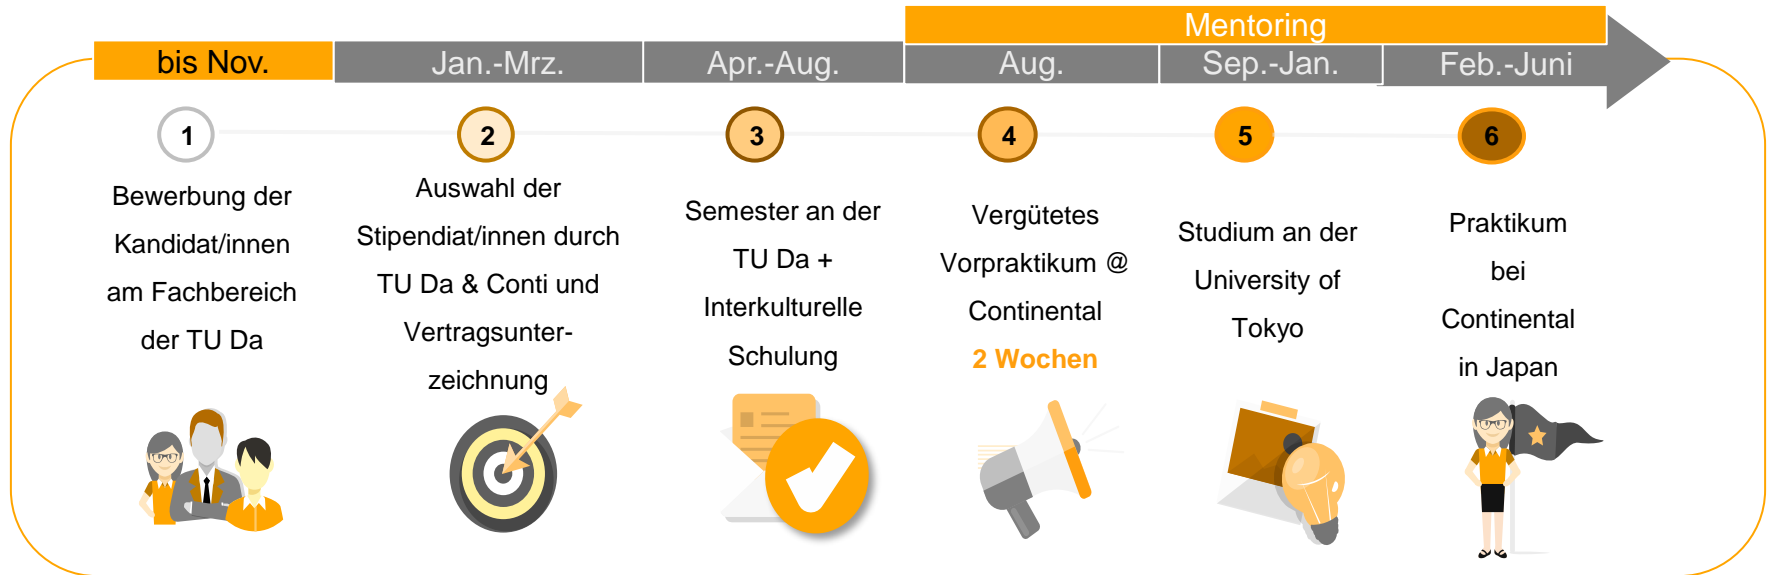 Mentoring
bis Nov.
Jan.-Mrz.
Apr.-Aug.
Aug.
Sep.-Jan.
Feb.-Juni
1
Bewerbung der
Kandidat/innen
am Fachbereich
der TU Da
2
Auswahl der
Stipendiat/innen durch
TU Da & Conti und
Vertragsunter-
zeichnung
3
Semester an der
TU Da +
Interkulturelle
Schulung
4
Vergütetes
Vorpraktikum @
Continental
2 Wochen
5
Studium an der
University of
Tokyo
6
Praktikum
bei
Continental
in Japan